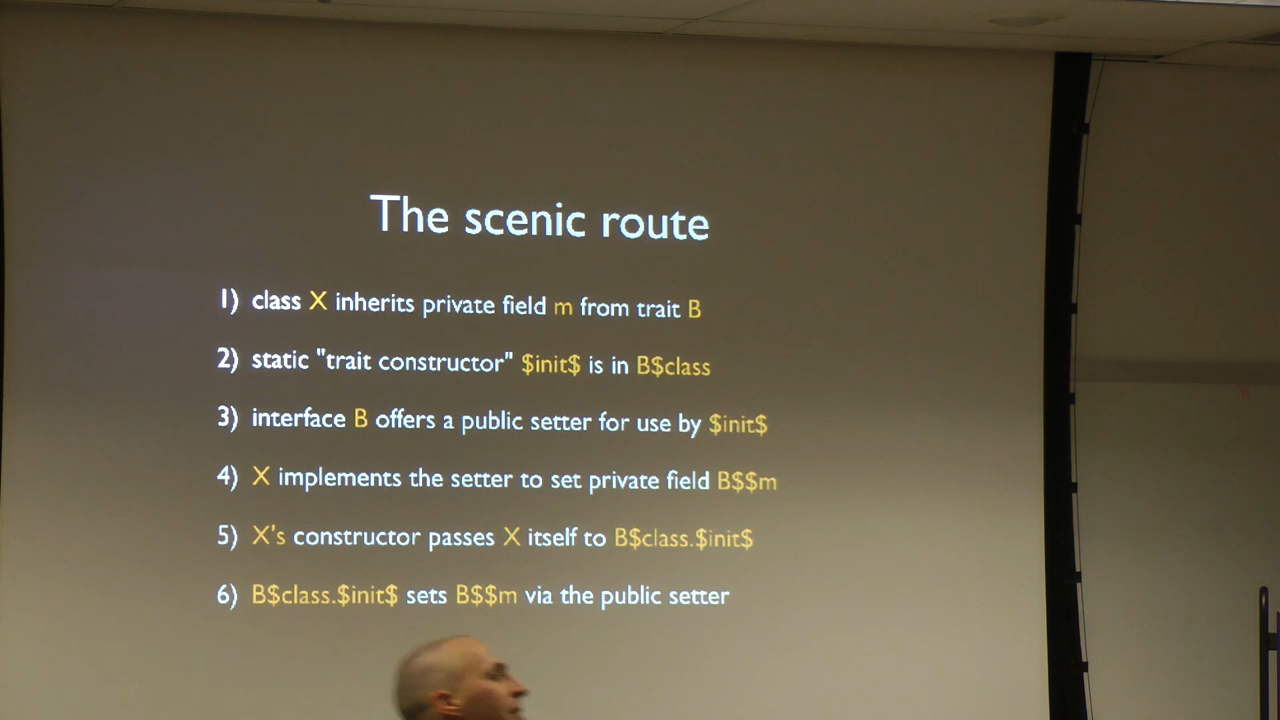 The scenic route
1) class X inherits private field m from trait B
2) static "trait constructor" $init$ is in B$class
3) interface B offers a public setter for use by $init$
4) X implements the setter to set private field B$$m
5) X's constructor passes X itself to B$class.$init$
6) B$class.$init$ sets B$$m via the public setter